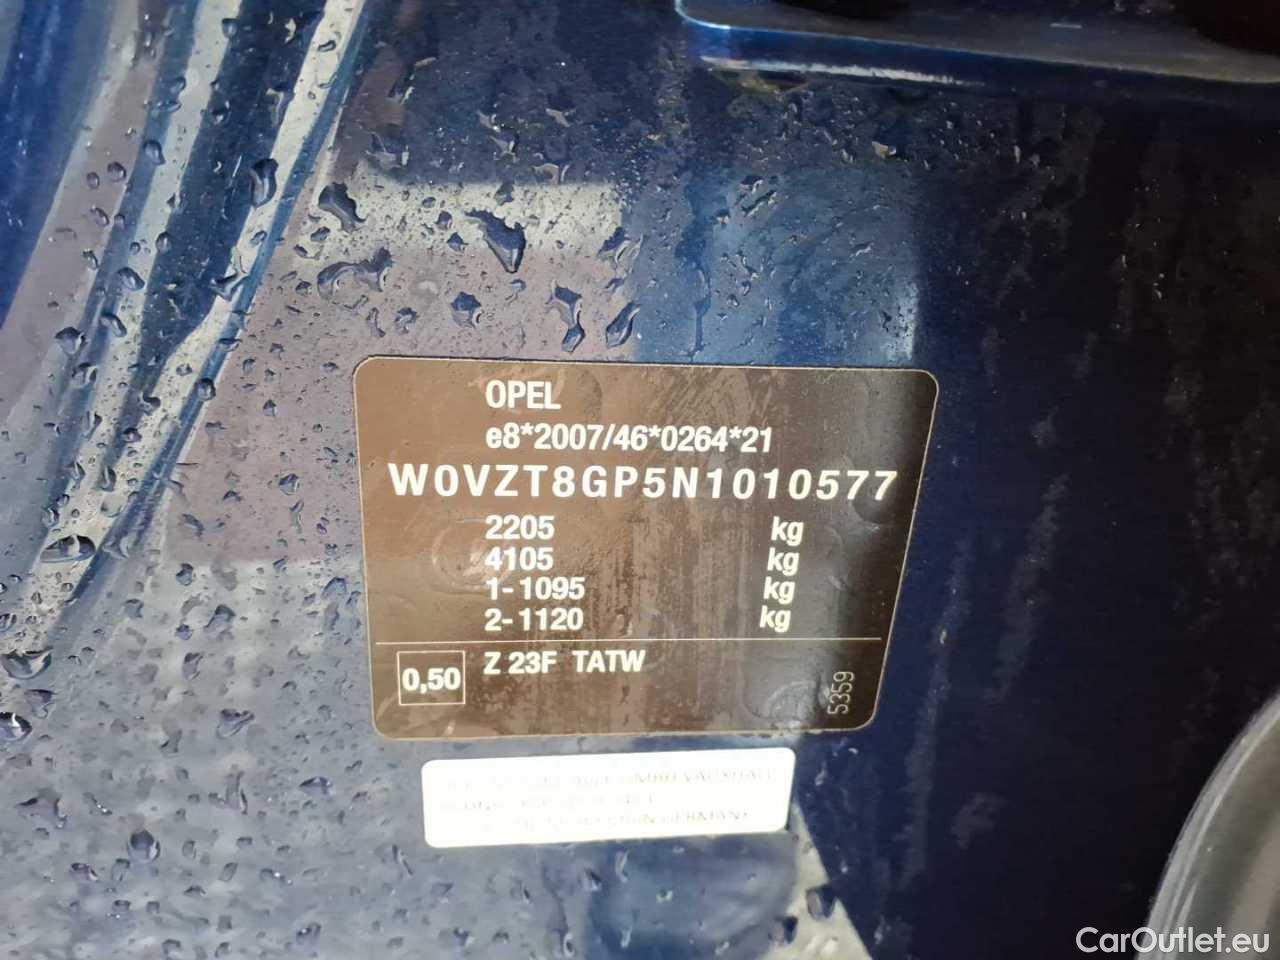 OPEL
e8*2007/46*0264*21
W0VZT8GP5N1010577
2205 kg
4105 kg
1-1095 kg
2-1120 kg
0,50 Z 23F TATW
5359
GERMANY
CarOutlet.eu